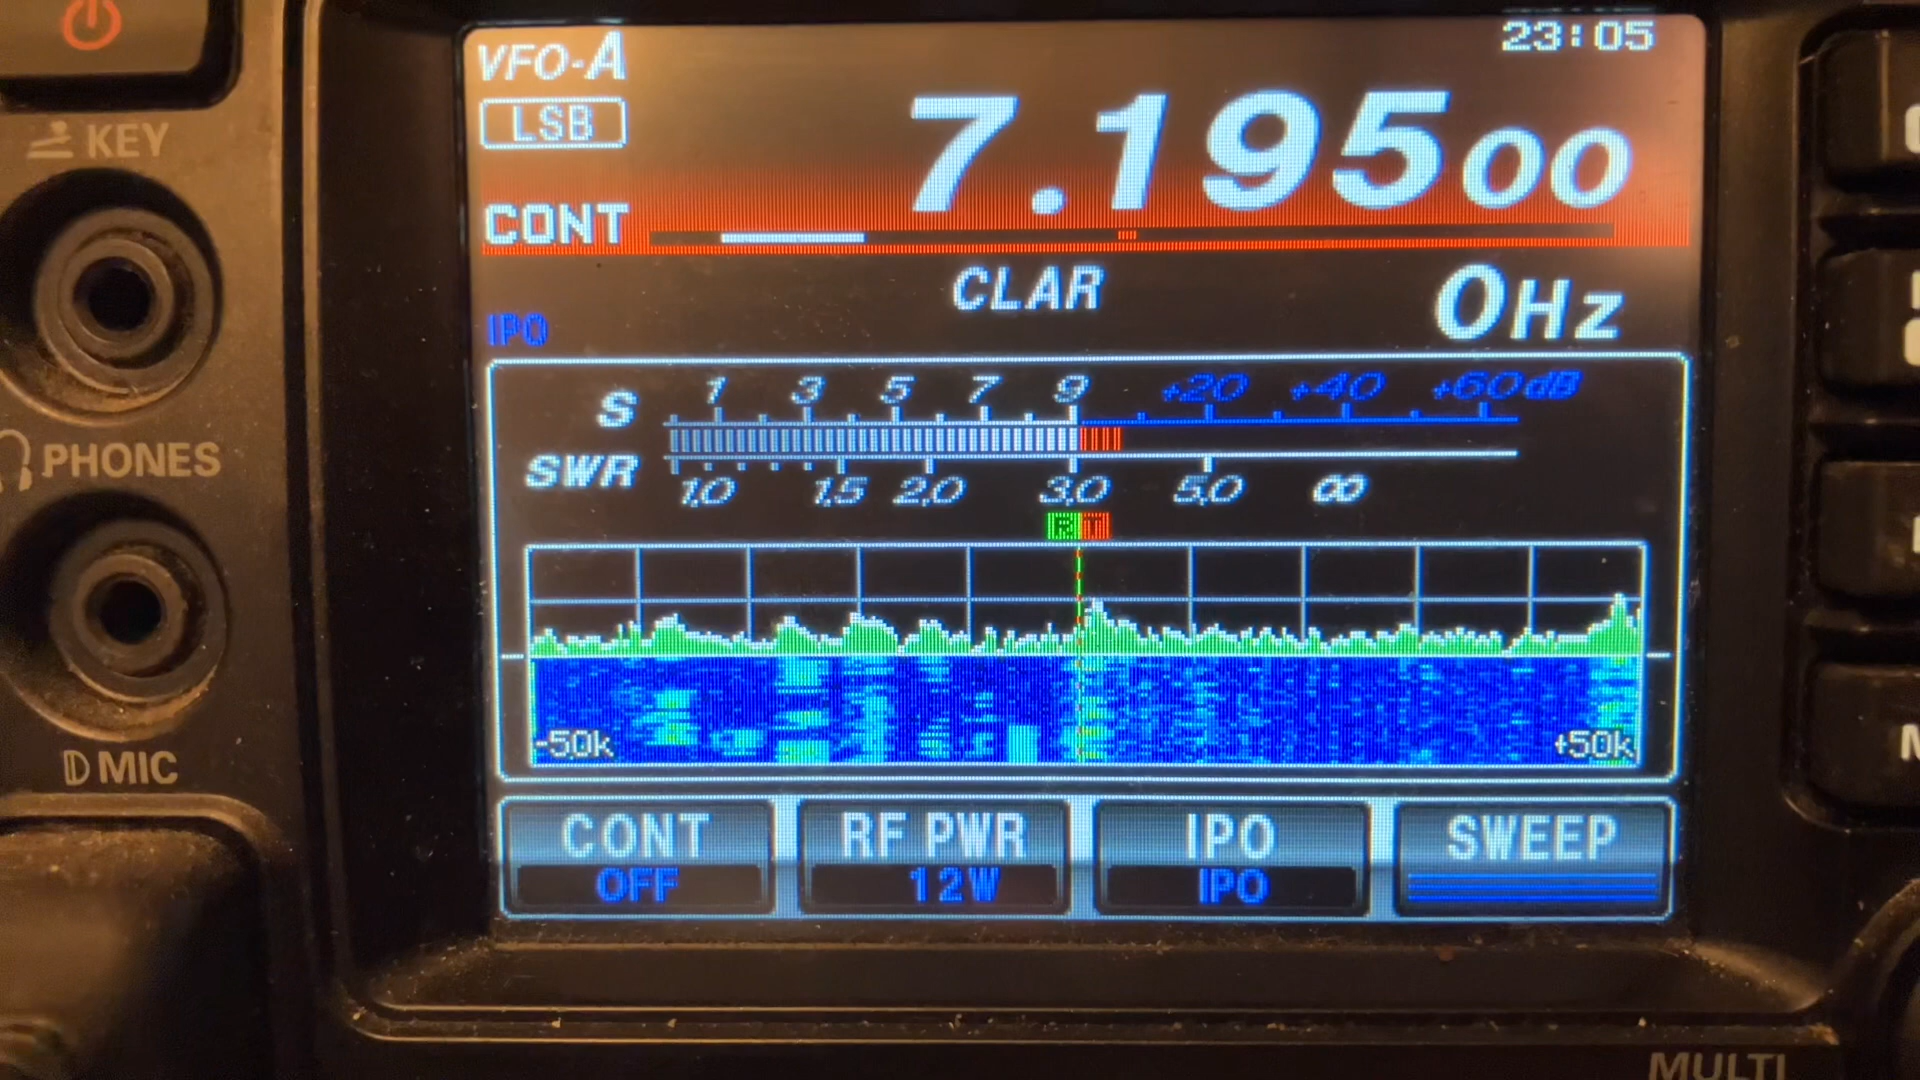 23:05
VFO-A
LSB
7.195 00
CONT
CLAR 0Hz
IPO
S 1 3 5 7 9 +20 +40 +60dB
SWR 1,0 1,5 2,0 3,0 5,0 ∞
R T
-50k +50k
CONT RF PWR IPO SWEEP
OFF 12W IPO
KEY
PHONES
MIC
MULTI